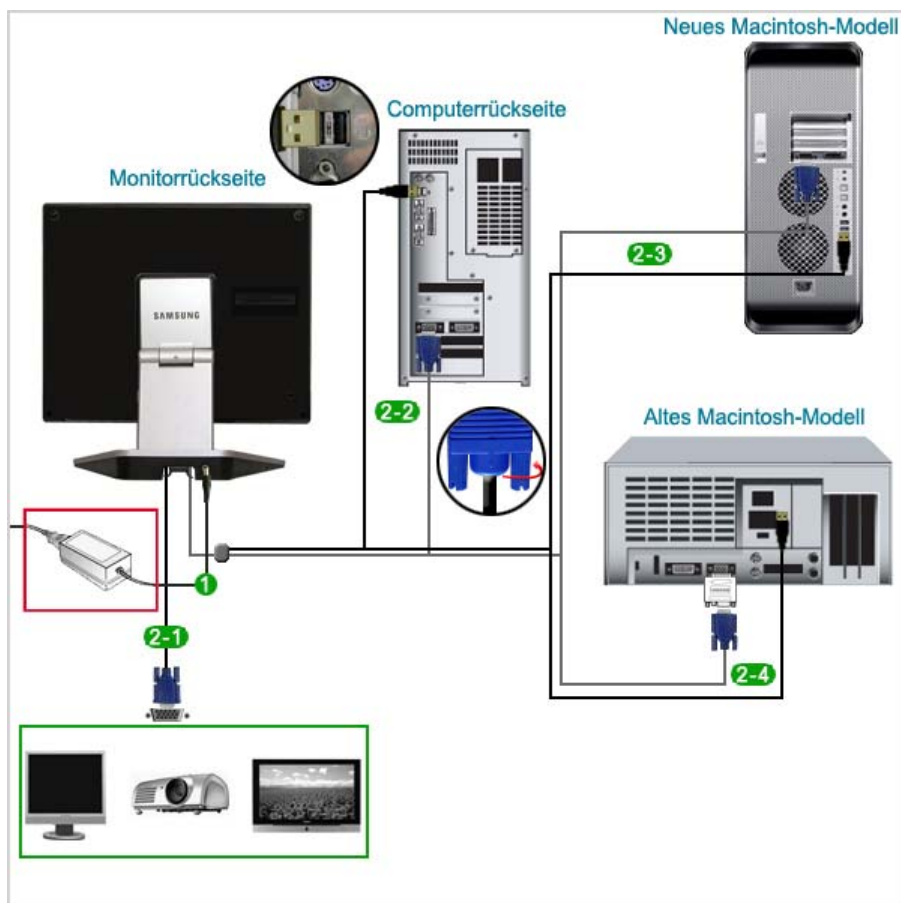 Neues Macintosh-Modell
Computerrückseite
Monitorrückseite
2-3
SAMSUNG
2-2
Altes Macintosh-Modell
1
2-1
2-4